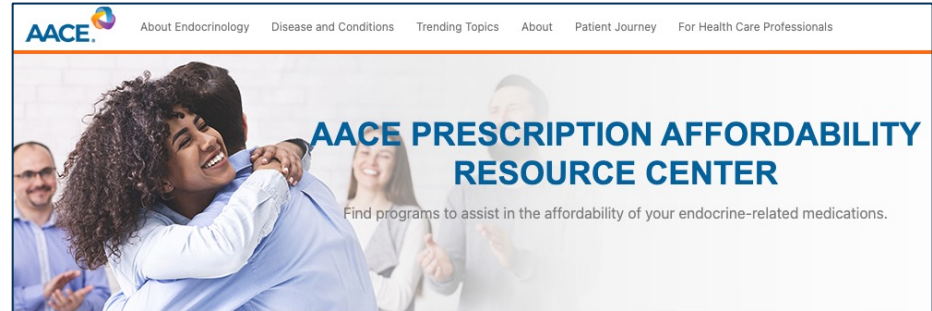 AACE.
About Endocrinology Disease and Conditions Trending Topics About Patient Journey For Health Care Professionals
AACE PRESCRIPTION AFFORDABILITY
RESOURCE CENTER
Find programs to assist in the affordability of your endocrine-related medications.